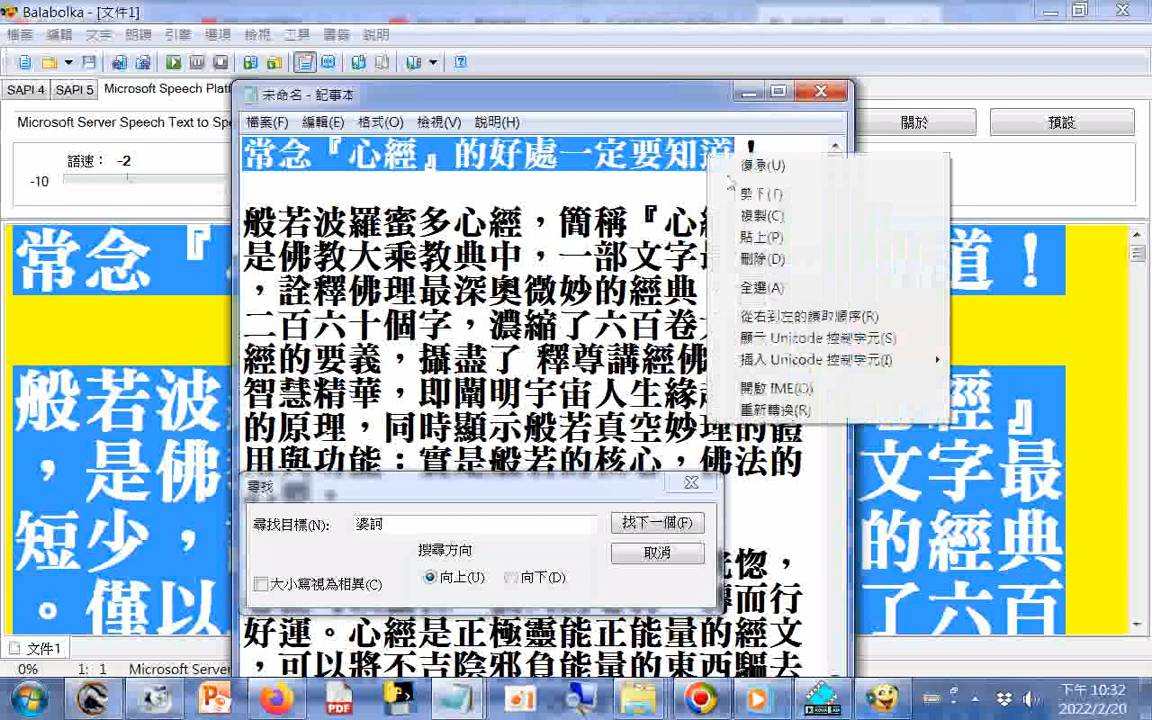 Balabolka - [文件1]
檔案 編輯 文字 朗讀 引擎 選項 檢視 工具 書籤 說明
SAPI 4 SAPI 5 Microsoft Speech Platf
Microsoft Server Speech Text to Spe
關於 預設
語速： -2
-10
常念『
道！
般若波
經』
，是佛
文字最
短少，
的經典
。僅以
了六百
未命名 - 記事本
檔案(F) 編輯(E) 格式(O) 檢視(V) 說明(H)
常念『心經』的好處一定要知道！
般若波羅蜜多心經，簡稱『心
是佛教大乘教典中，一部文字
，詮釋佛理最深奧微妙的經典
二百六十個字，濃縮了六百卷
經的要義，攝盡了 釋尊講經佛
智慧精華，即闡明宇宙人生緣
的原理，同時顯示般若真空妙理的體
用與功能：實是般若的核心，佛法的
惚，
而行
好運。心經是正極靈能正能量的經文
，可以將不吉陰邪負能量的東西驅去
復原(U)
剪下(T)
複製(C)
貼上(P)
刪除(D)
全選(A)
從右到左的讀取順序(R)
顯示 Unicode 控制字元(S)
插入 Unicode 控制字元(I)
開啟 IME(O)
重新轉換(R)
尋找
尋找目標(N): 婆訶
找下一個(F)
搜尋方向
取消
大小寫視為相異(C)
向上(U) 向下(D)
文件1
0% 1: 1 Microsoft Server
下午 10:32
2022/2/20